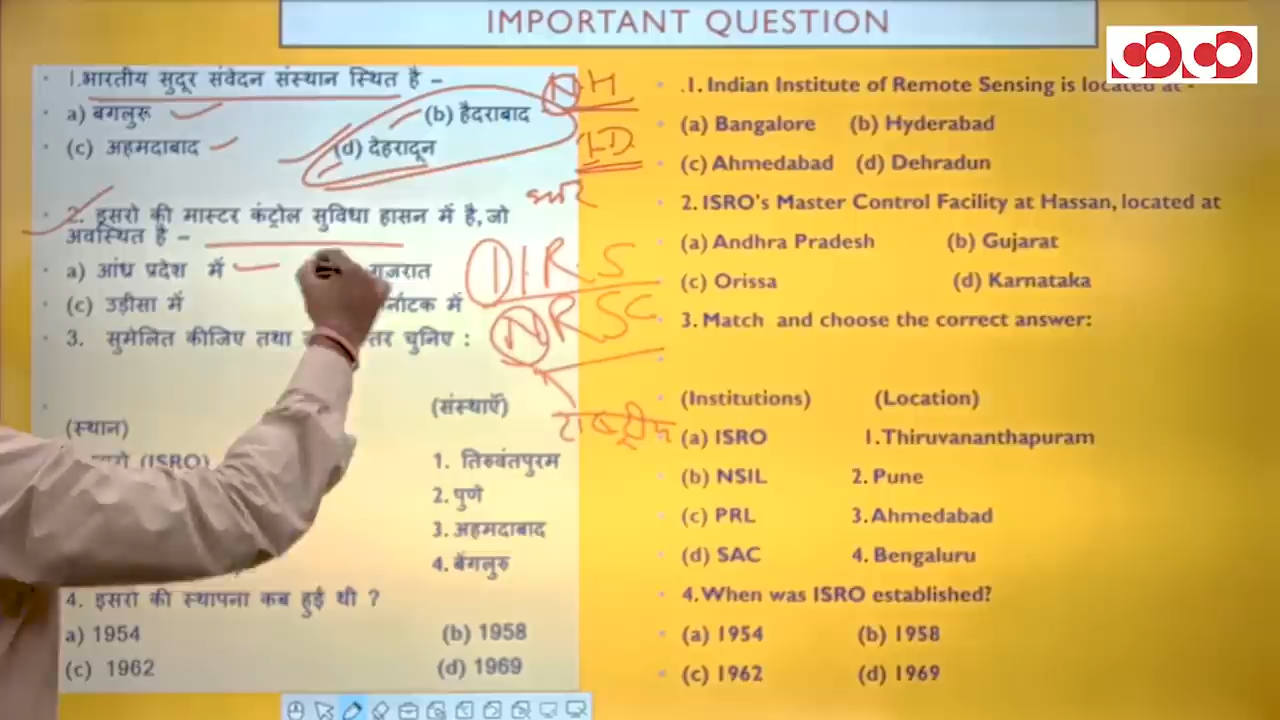 IMPORTANT QUESTION
1.भारतीय सुदूर संवेदन संस्थान स्थित है –
a) बंगलुरू (b) हैदराबाद
(c) अहमदाबाद (d) देहरादून
2. इसरो की मास्टर कंट्रोल सुविधा हासन में है, जो
अवस्थित है –
a) आंध्र प्रदेश में गुजरात
(c) उड़ीसा में में
3. सुमेलित कीजिए तथा चुनिए :
(संस्थाएँ)
(स्थान)
(ISRO)
1. तिरुवंतपुरम
2. पुणे
3. अहमदाबाद
4. बेंगलुरु
4. इसरो की स्थापना कब हुई थी ?
a) 1954 (b) 1958
(c) 1962 (d) 1969
NH
ID
IIRS
NRSC
राष्ट्रीय
.1. Indian Institute of Remote Sensing is located at -
(a) Bangalore (b) Hyderabad
(c) Ahmedabad (d) Dehradun
2. ISRO's Master Control Facility at Hassan, located at
(a) Andhra Pradesh (b) Gujarat
(c) Orissa (d) Karnataka
3. Match and choose the correct answer:
(Institutions) (Location)
(a) ISRO 1.Thiruvananthapuram
(b) NSIL 2. Pune
(c) PRL 3.Ahmedabad
(d) SAC 4. Bengaluru
4. When was ISRO established?
(a) 1954 (b) 1958
(c) 1962 (d) 1969